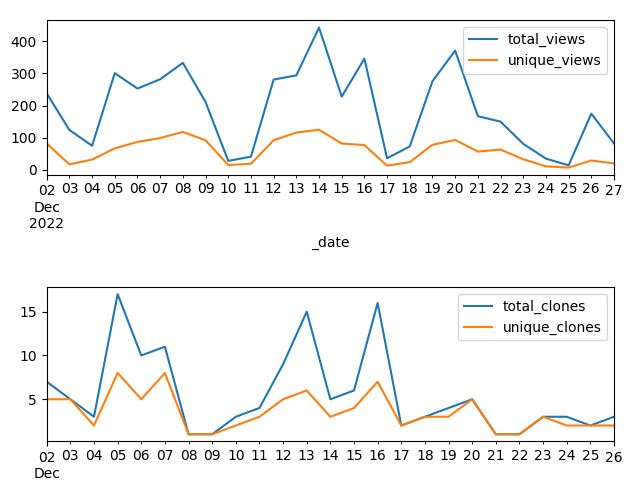 total_views
unique_views
400
300
200
100
0
02 03 04 05 06 07 08 09 10 11 12 13 14 15 16 17 18 19 20 21 22 23 24 25 26 27
Dec
2022
_date
total_clones
unique_clones
15
10
5
02 03 04 05 06 07 08 09 10 11 12 13 14 15 16 17 18 19 20 21 22 23 24 25 26
Dec